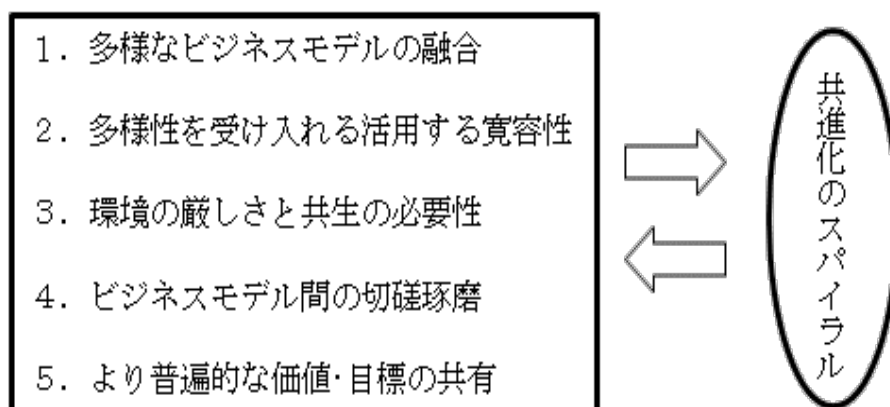 1. 多様なビジネスモデルの融合
2. 多様性を受け入れる活用する寛容性
3. 環境の厳しさと共生の必要性
4. ビジネスモデル間の切磋琢磨
5. より普遍的な価値･目標の共有
共進化のスパイラル